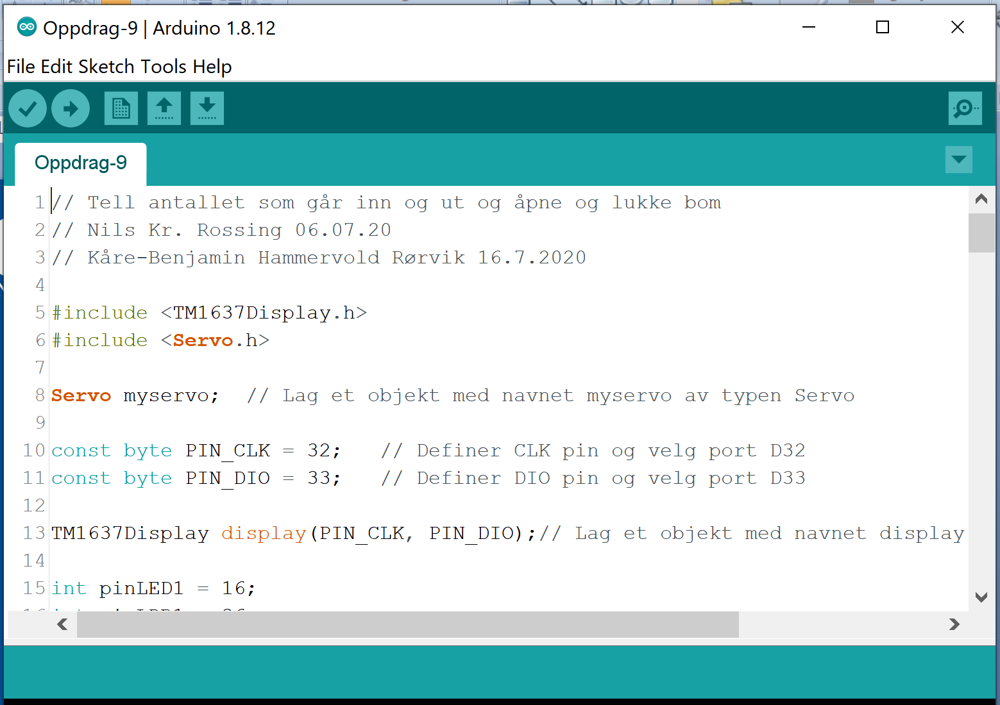 Oppdrag-9 | Arduino 1.8.12
File Edit Sketch Tools Help
Oppdrag-9
1 // Tell antallet som går inn og ut og åpne og lukke bom
2 // Nils Kr. Rossing 06.07.20
3 // Kåre-Benjamin Hammervold Rørvik 16.7.2020
4
5 #include <TM1637Display.h>
6 #include <Servo.h>
7
8 Servo myservo;  // Lag et objekt med navnet myservo av typen Servo
9
10 const byte PIN_CLK = 32;   // Definer CLK pin og velg port D32
11 const byte PIN_DIO = 33;   // Definer DIO pin og velg port D33
12
13 TM1637Display display(PIN_CLK, PIN_DIO);// Lag et objekt med navnet display
14
15 int pinLED1 = 16;